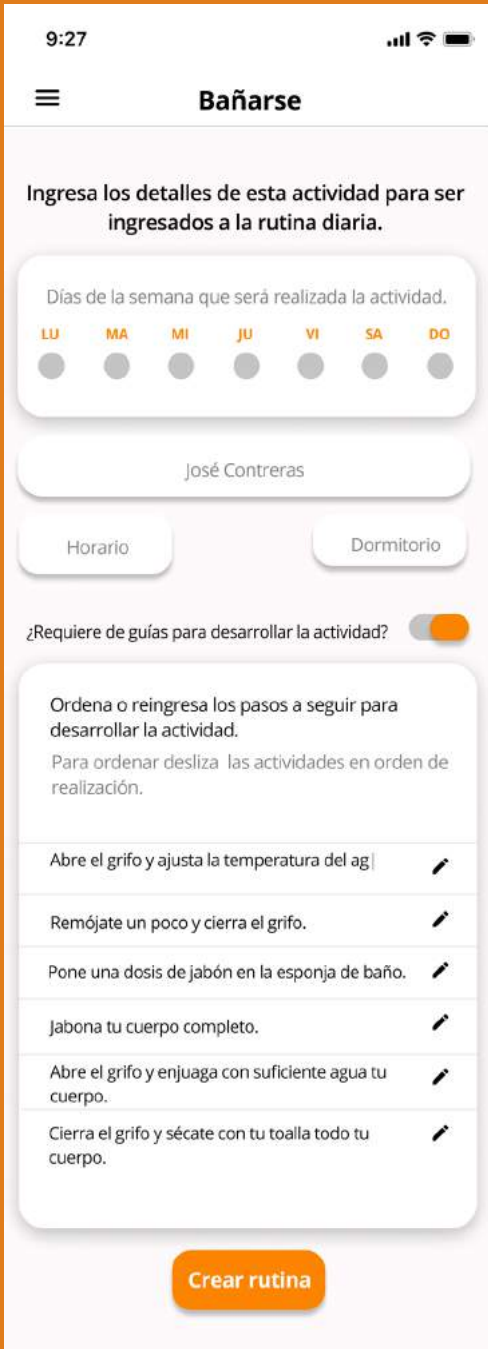 9:27
Bañarse
Ingresa los detalles de esta actividad para ser
ingresados a la rutina diaria.
Días de la semana que será realizada la actividad.
LU MA MI JU VI SA DO
José Contreras
Horario Dormitorio
¿Requiere de guías para desarrollar la actividad?
Ordena o reingresa los pasos a seguir para
desarrollar la actividad.
Para ordenar desliza las actividades en orden de
realización.
Abre el grifo y ajusta la temperatura del ag
Remójate un poco y cierra el grifo.
Pone una dosis de jabón en la esponja de baño.
Jabona tu cuerpo completo.
Abre el grifo y enjuaga con suficiente agua tu
cuerpo.
Cierra el grifo y sécate con tu toalla todo tu
cuerpo.
Crear rutina